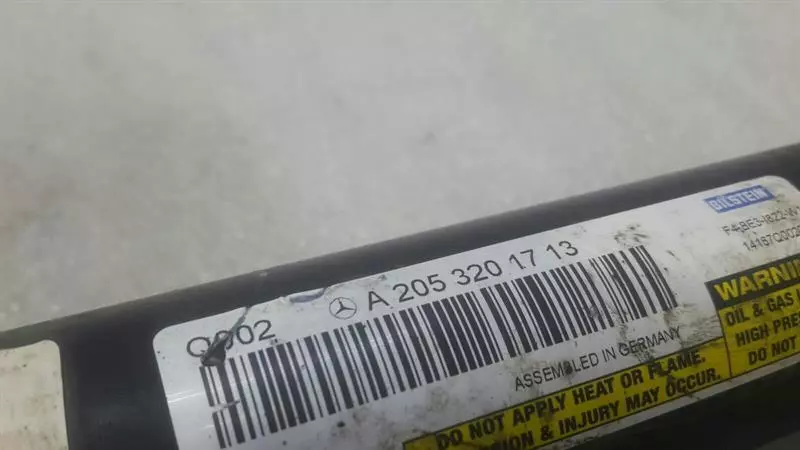 BILSTEIN
Q002 A 205 320 17 13
ASSEMBLED IN GERMANY
WARNIN
OIL & GAS
HIGH PRES
DO NOT
DO NOT APPLY HEAT OR FLAME.
& INJURY MAY OCCUR.